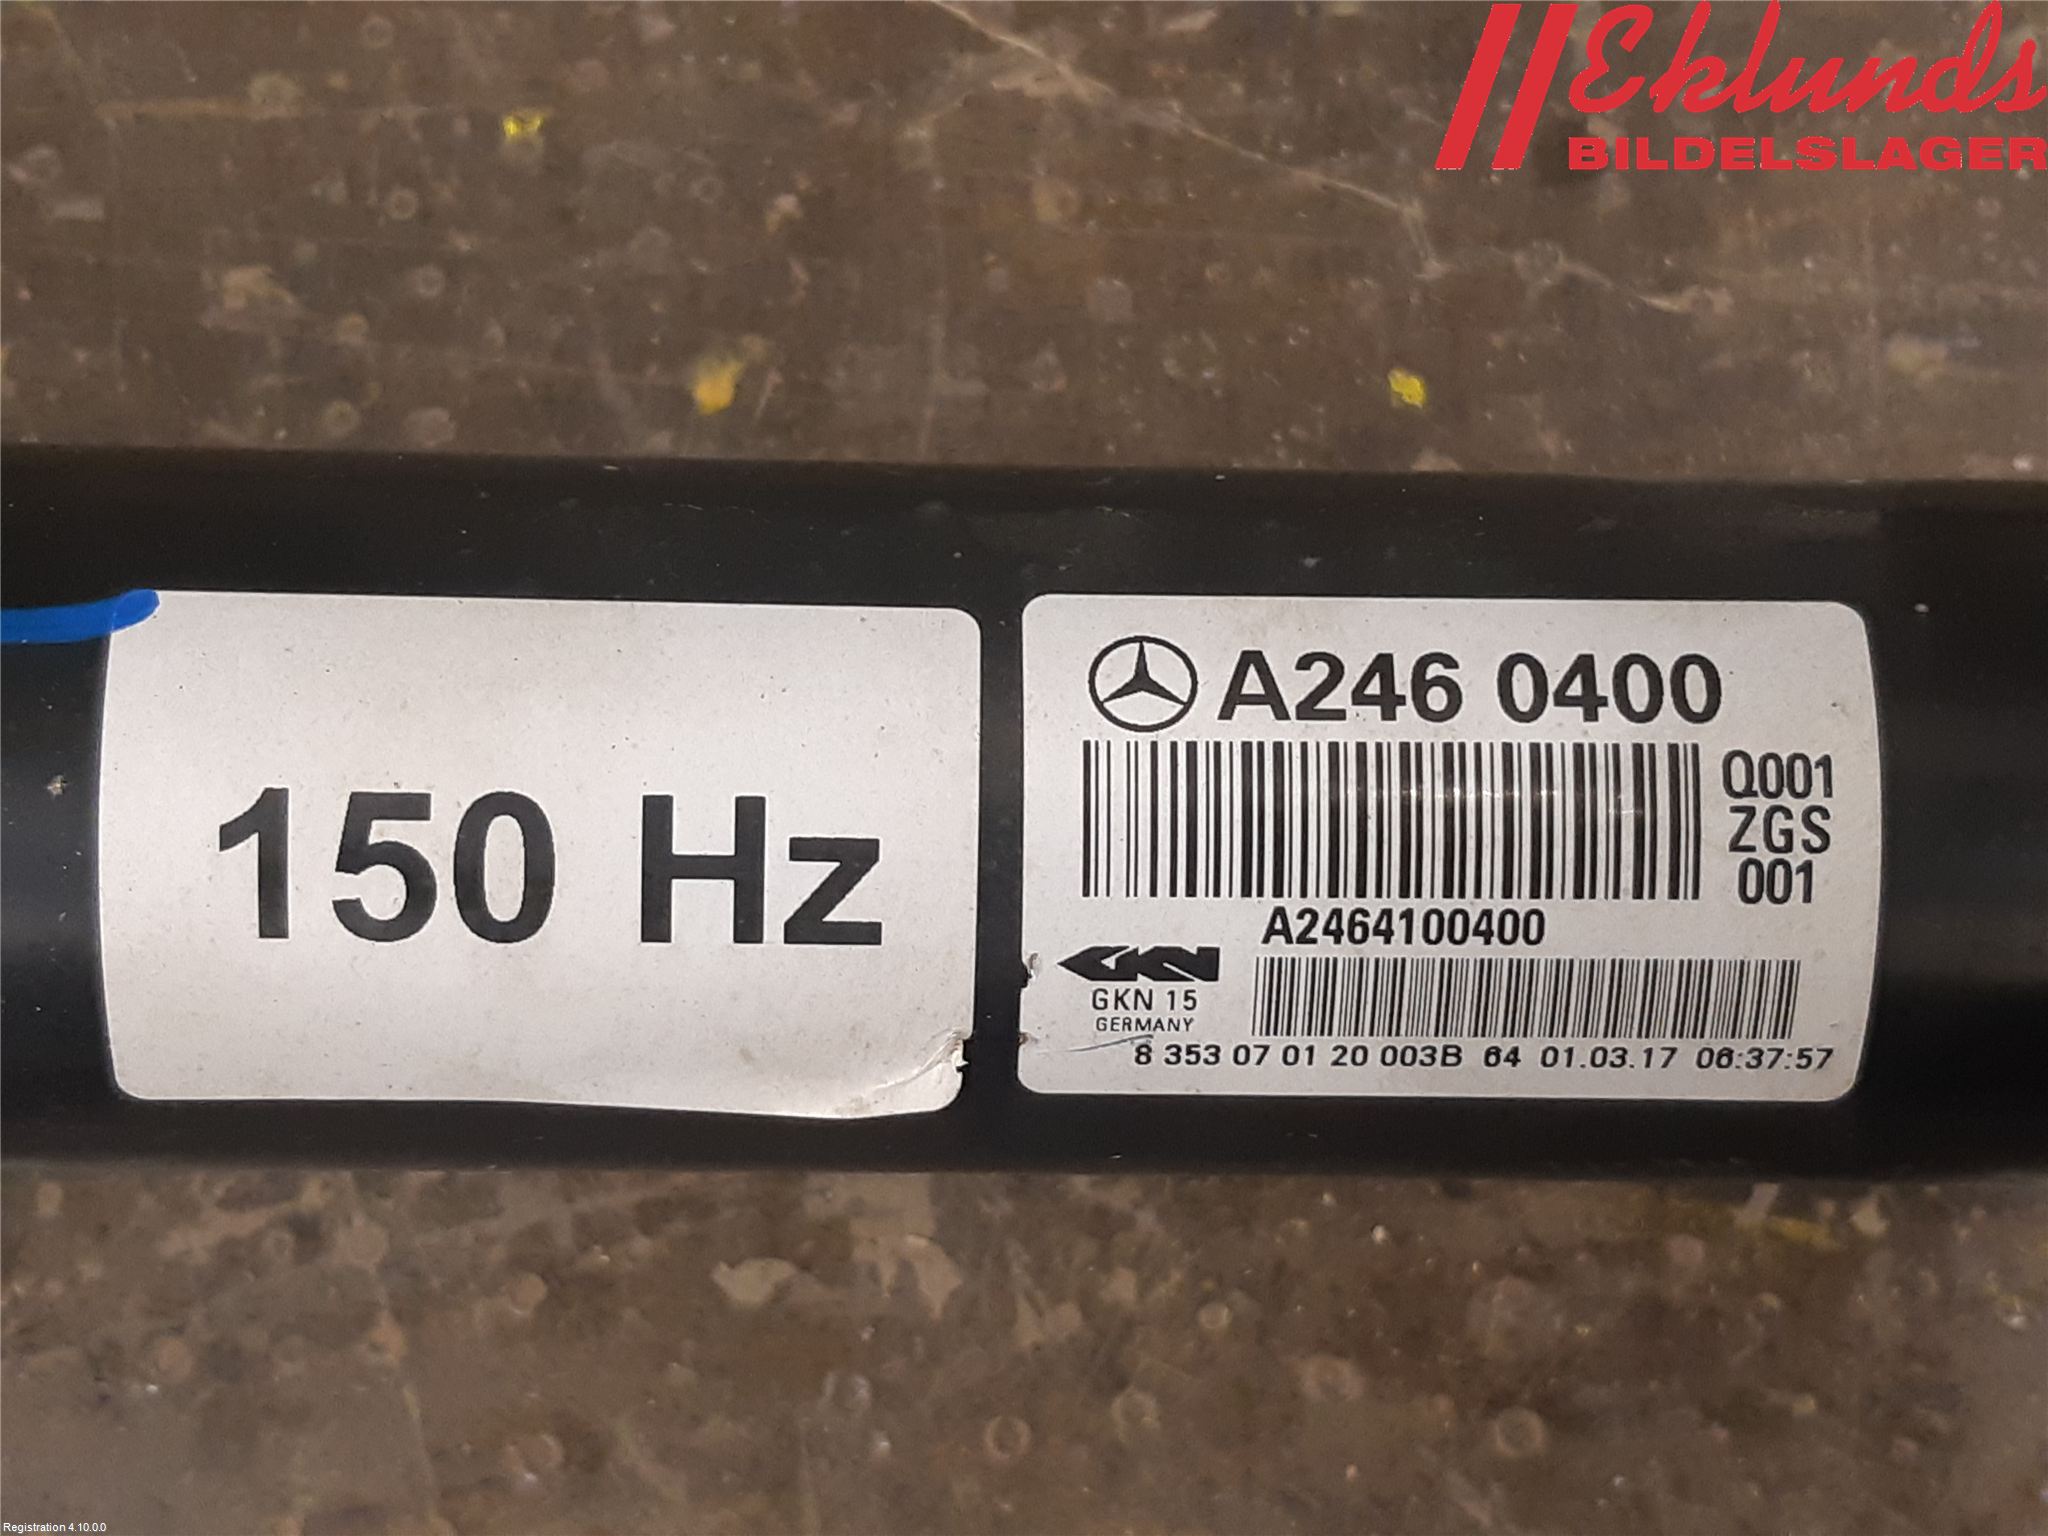 Eklunds
BILDELSLAGER
150 Hz
A246 0400
Q001
ZGS
001
A2464100400
GKN
GKN 15
GERMANY
8 353 07 01 20 003B 64 01.03.17 06:37:57
Registration 4.10.0.0